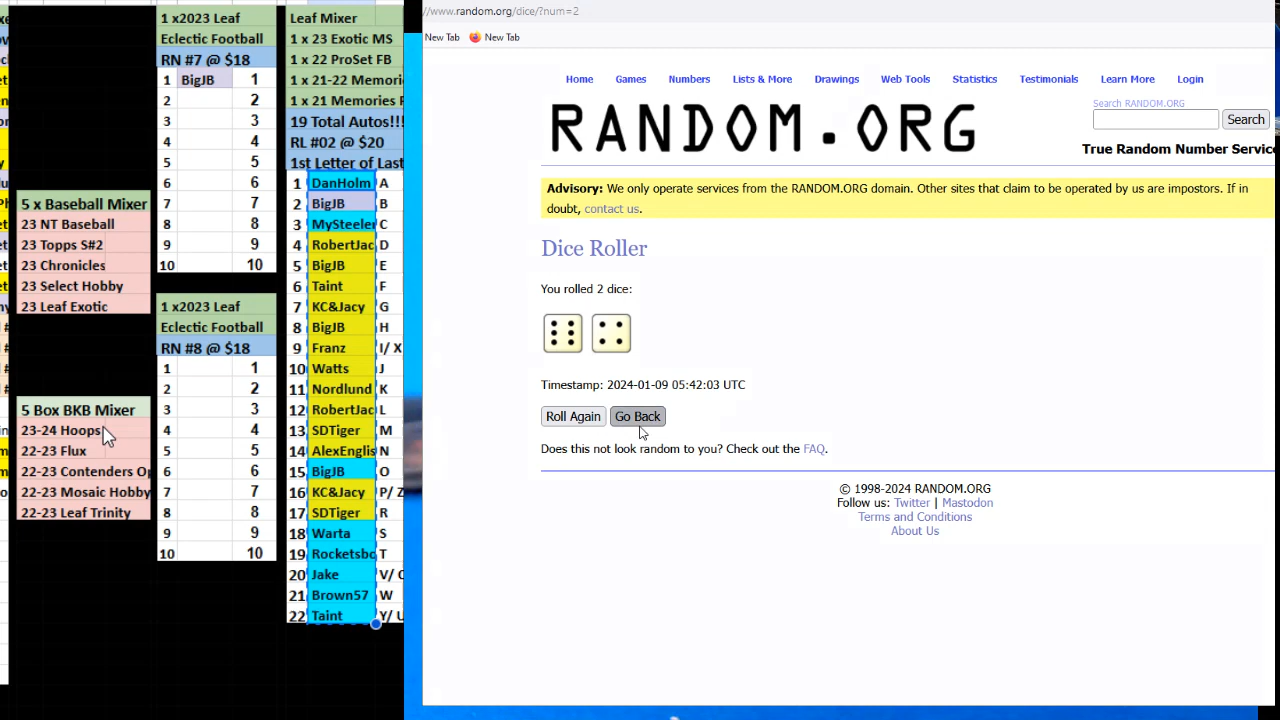 //www.random.org/dice/?num=2
New Tab New Tab
Home Games Numbers Lists & More Drawings Web Tools Statistics Testimonials Learn More Login
RANDOM.ORG
Search RANDOM.ORG
Search
True Random Number Service
Advisory: We only operate services from the RANDOM.ORG domain. Other sites that claim to be operated by us are impostors. If in
doubt, contact us.
Dice Roller
You rolled 2 dice:
Timestamp: 2024-01-09 05:42:03 UTC
Roll Again Go Back
Does this not look random to you? Check out the FAQ.
© 1998-2024 RANDOM.ORG
Follow us: Twitter | Mastodon
Terms and Conditions
About Us
5 x Baseball Mixer
23 NT Baseball
23 Topps S#2
23 Chronicles
23 Select Hobby
23 Leaf Exotic
5 Box BKB Mixer
23-24 Hoops
22-23 Flux
22-23 Contenders Op
22-23 Mosaic Hobby
22-23 Leaf Trinity
1 x2023 Leaf
Eclectic Football
RN #7 @ $18
1 BigJB 1
2 2
3 3
4 4
5 5
6 6
7 7
8 8
9 9
10 10
1 x2023 Leaf
Eclectic Football
RN #8 @ $18
1 1
2 2
3 3
4 4
5 5
6 6
7 7
8 8
9 9
10 10
Leaf Mixer
1 x 23 Exotic MS
1 x 22 ProSet FB
1 x 21-22 Memorie
1 x 21 Memories
19 Total Autos!!!
RL #02 @ $20
1st Letter of Last
1 DanHolm A
2 BigJB B
3 MySteeler C
4 RobertJac D
5 BigJB E
6 Taint F
7 KC&Jacy G
8 BigJB H
9 Franz I/ X
10 Watts J
11 Nordlund K
12 RobertJac L
13 SDTiger M
14 AlexEnglis N
15 BigJB O
16 KC&Jacy P/ Z
17 SDTiger R
18 Warta S
19 Rocketsbo T
20 Jake V/
21 Brown57 W
22 Taint Y/ U